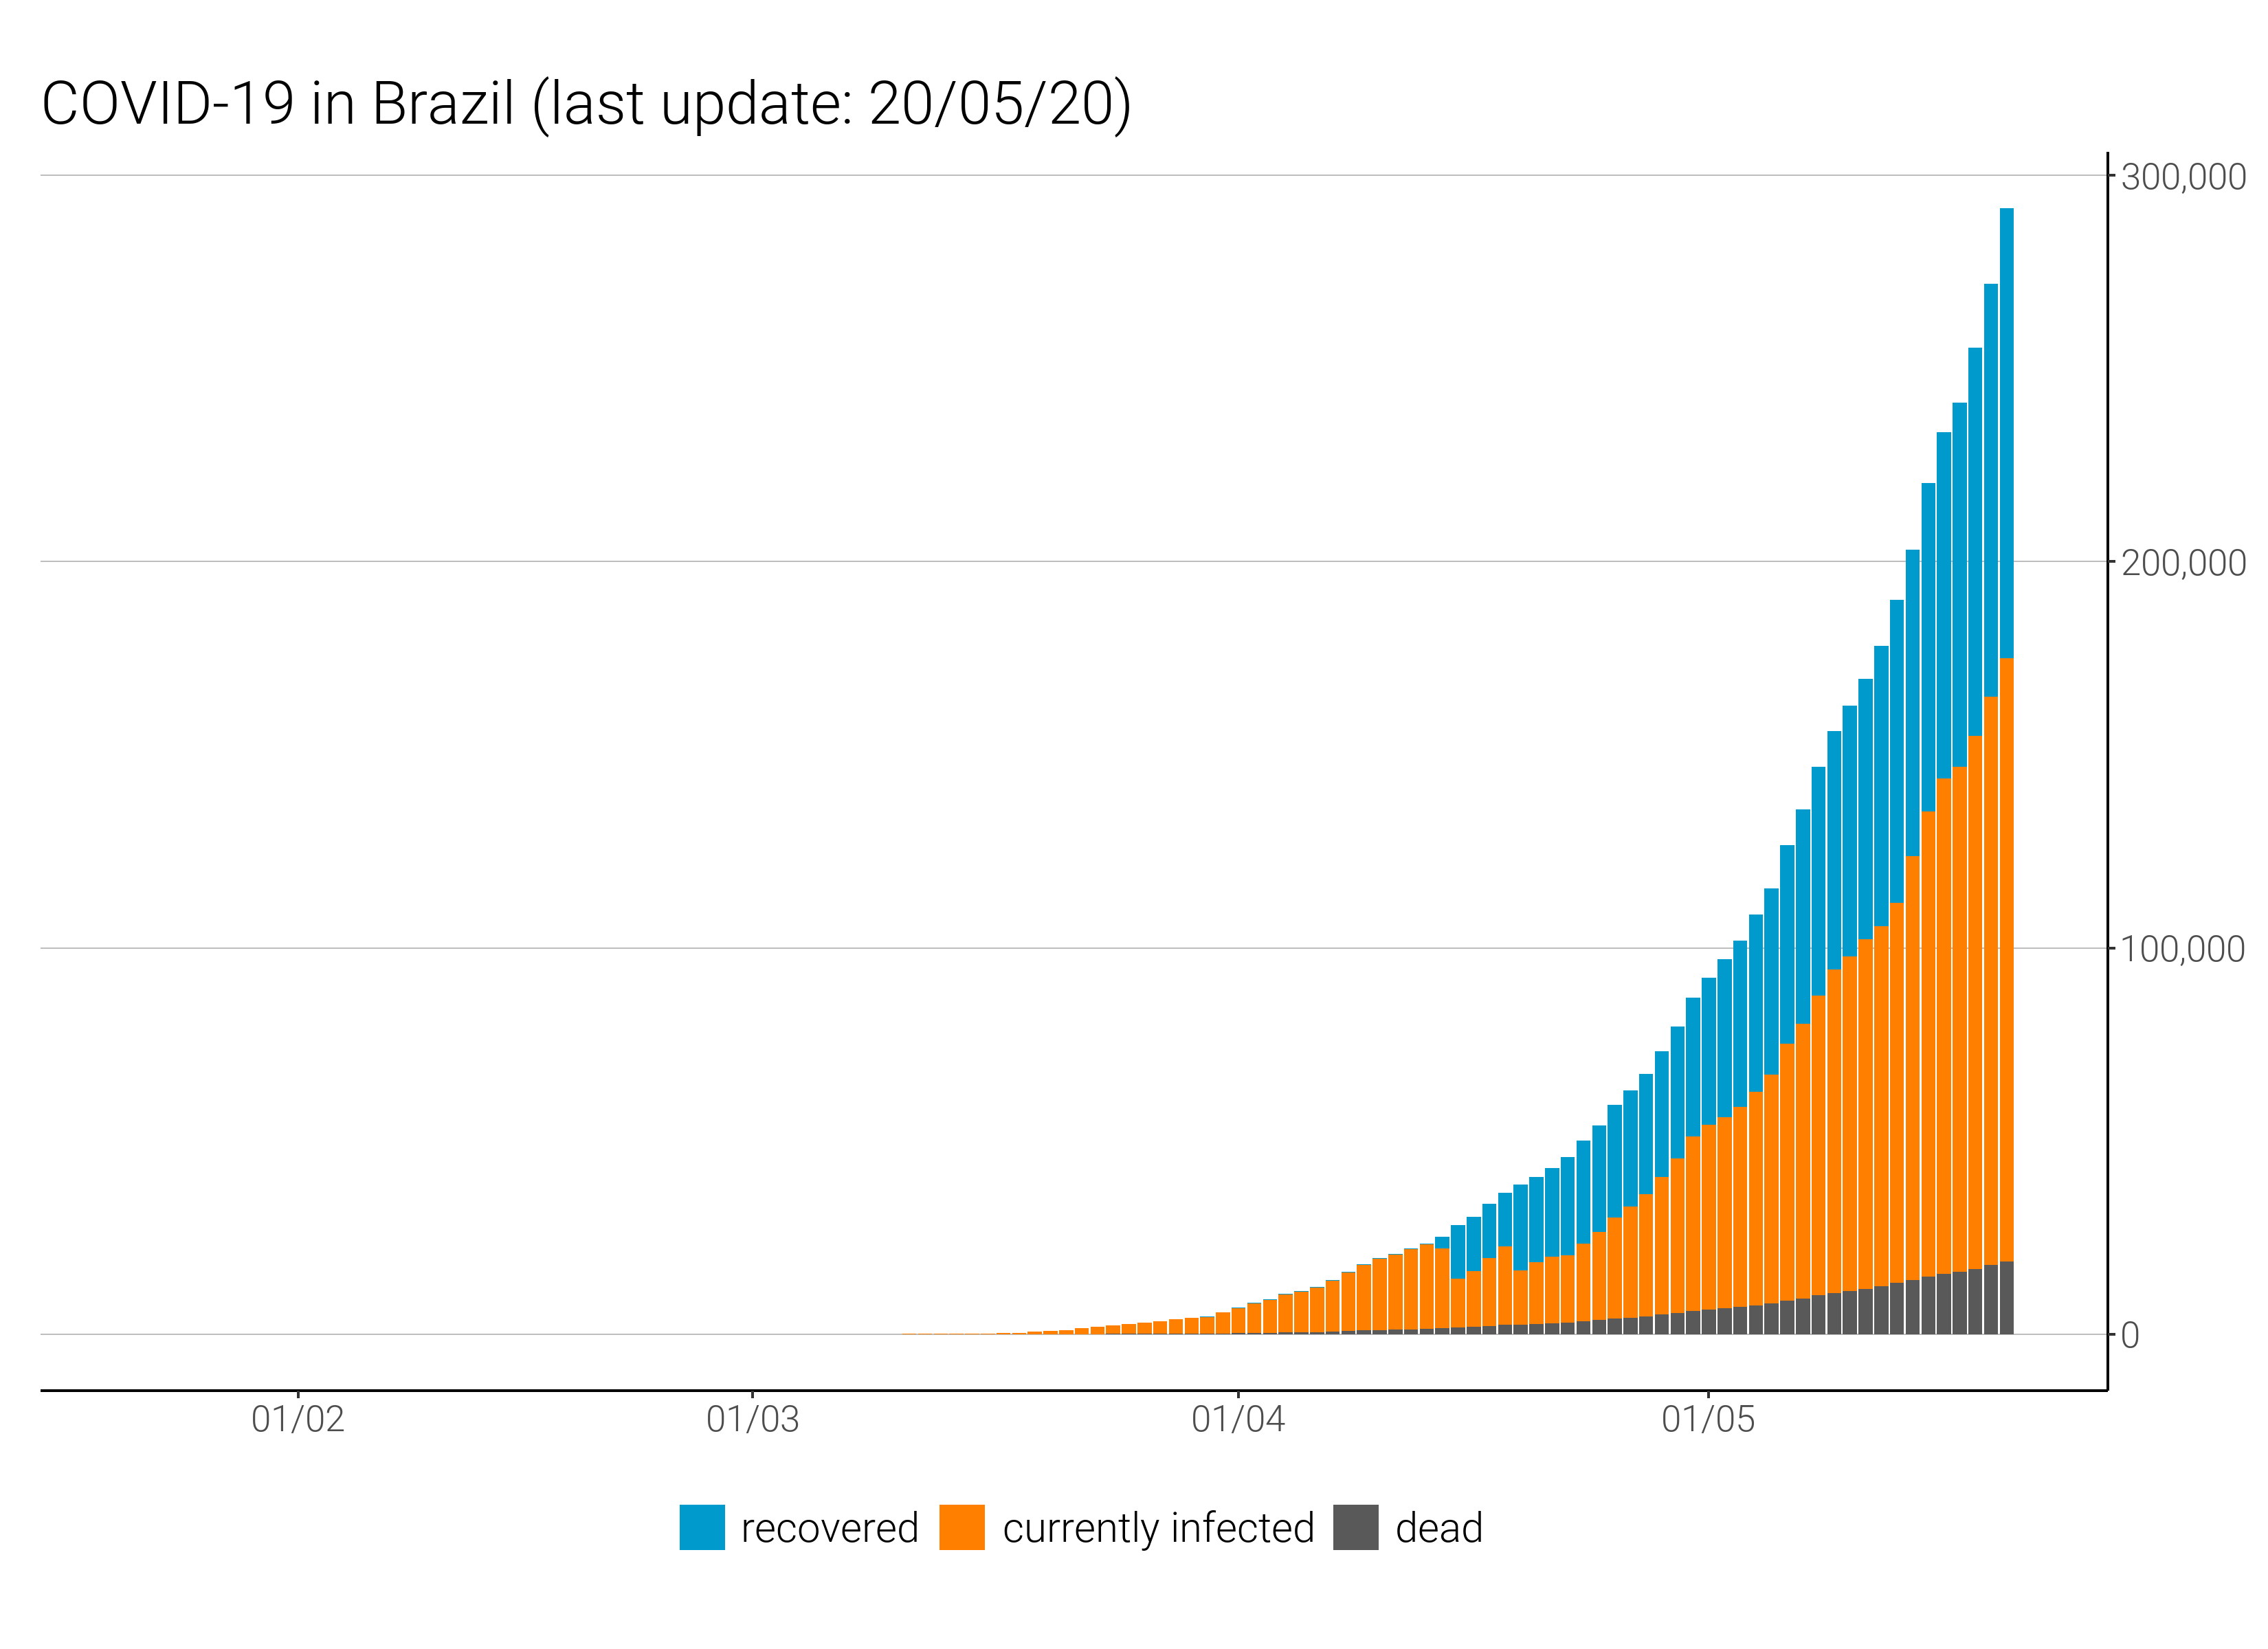 COVID-19 in Brazil (last update: 20/05/20)
300,000
200,000
100,000
0
01/02 01/03 01/04 01/05
recovered currently infected dead